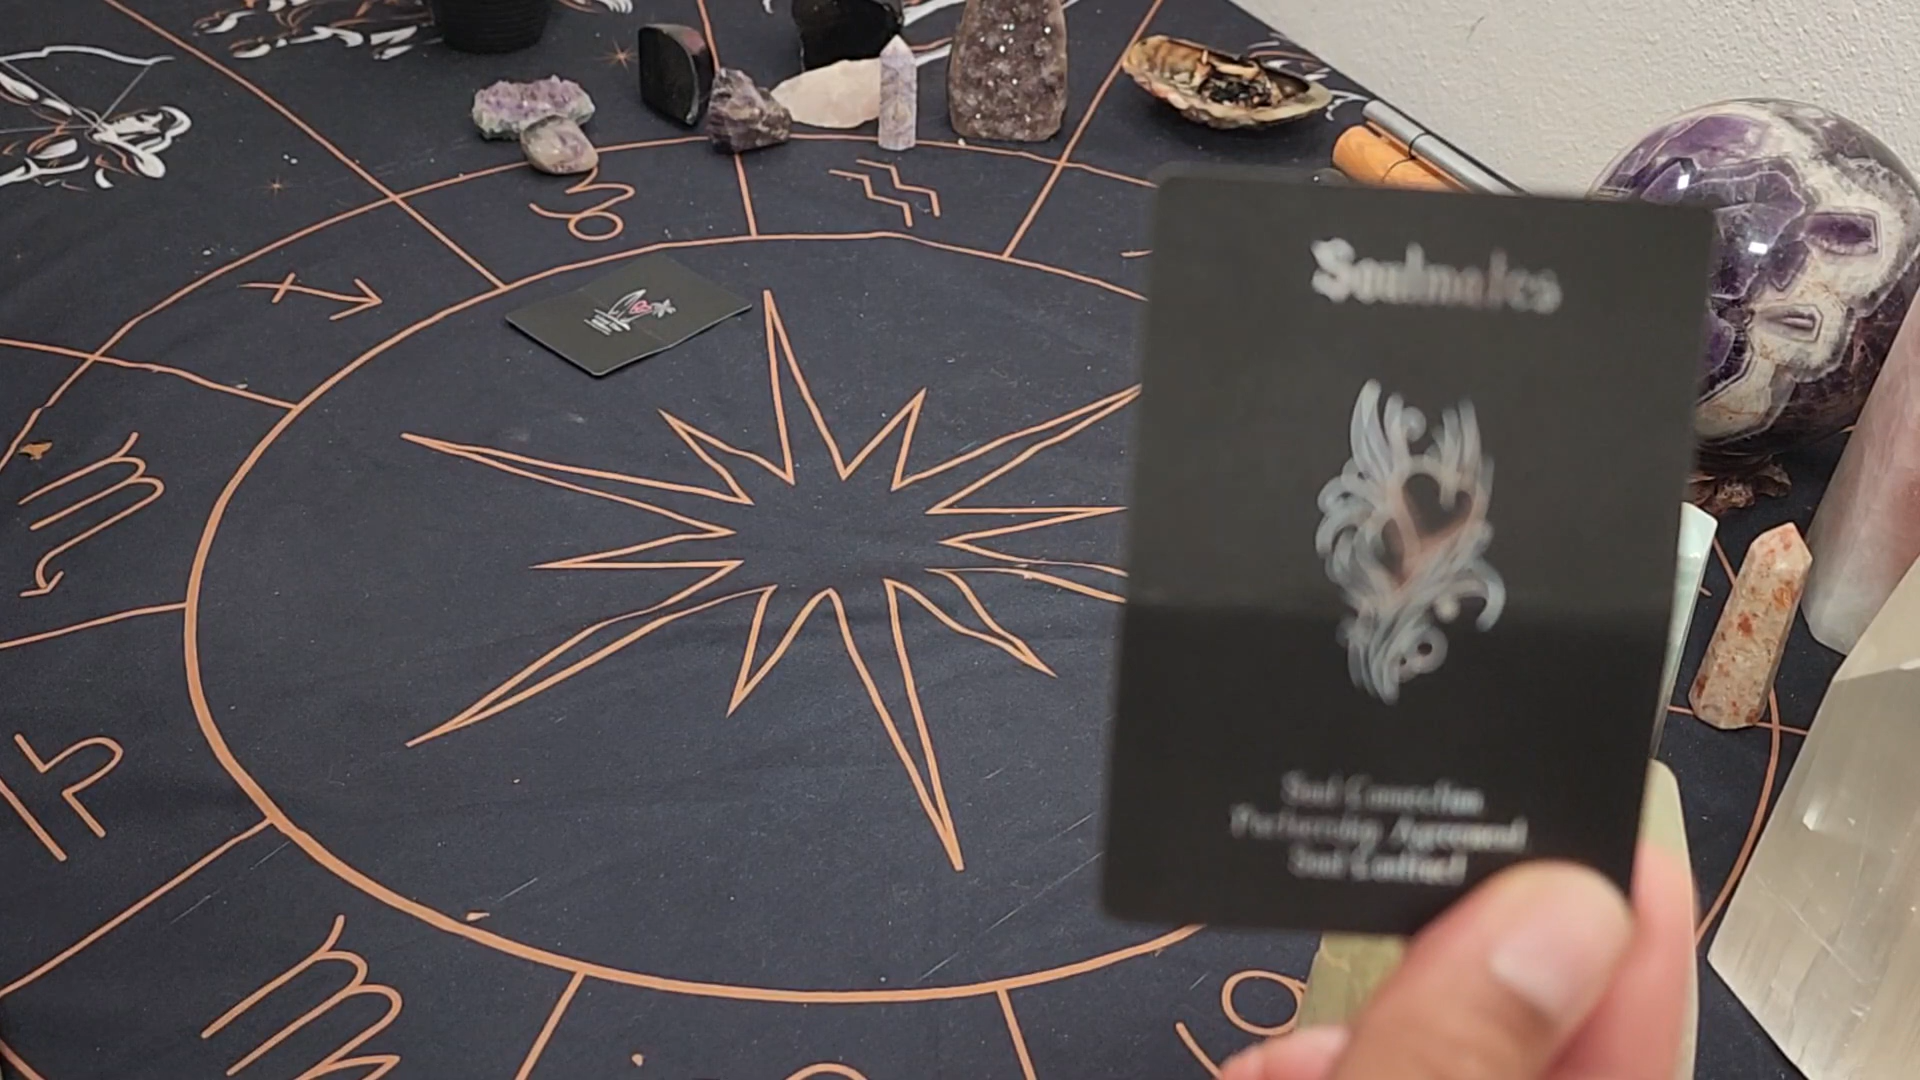 Soulmates
Soul Connection
Partnership Agreement
Soul Contract